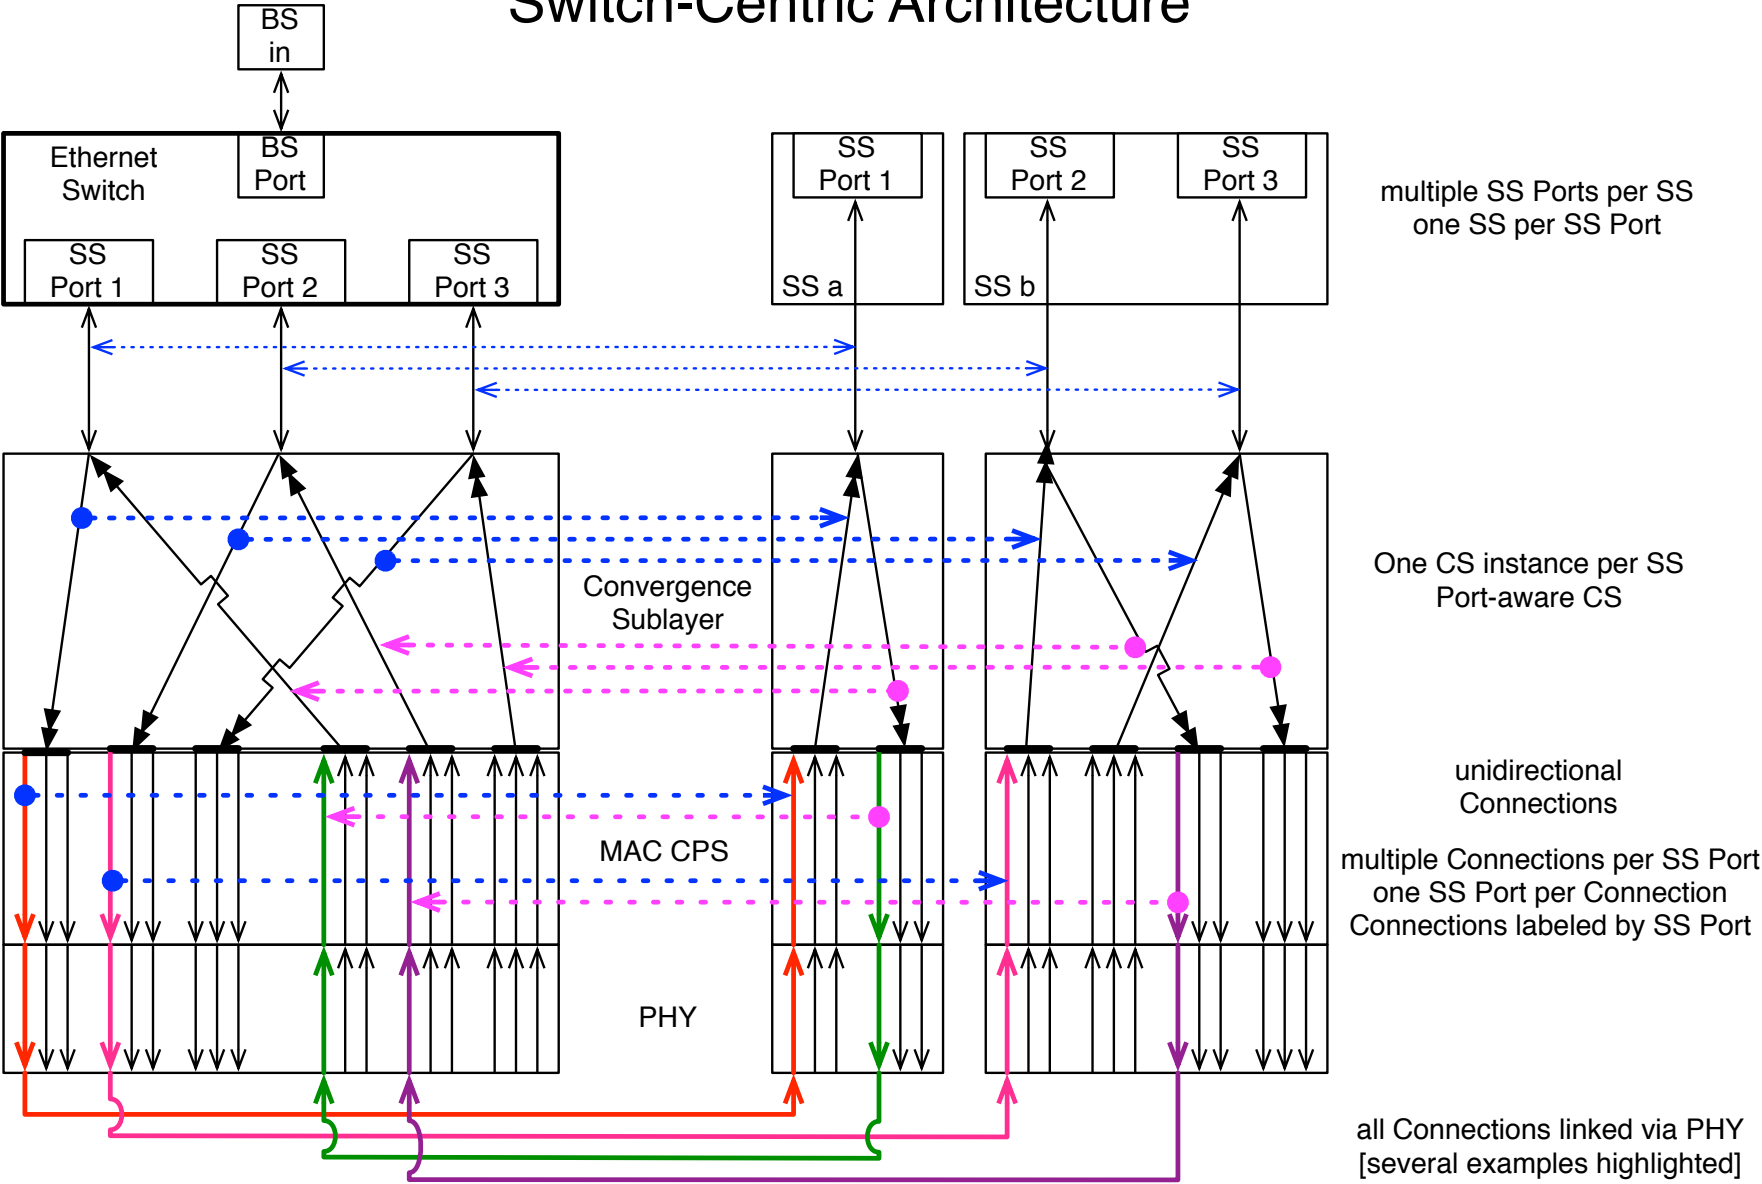 Switch-Centric Architecture
BS
in
Ethernet
Switch
BS
Port
SS
Port 1
SS
Port 2
SS
Port 3
SS
Port 1
SS a
SS
Port 2
SS
Port 3
SS b
multiple SS Ports per SS
one SS per SS Port
Convergence
Sublayer
One CS instance per SS
Port-aware CS
MAC CPS
unidirectional
Connections
multiple Connections per SS Port
one SS Port per Connection
Connections labeled by SS Port
PHY
all Connections linked via PHY
[several examples highlighted]